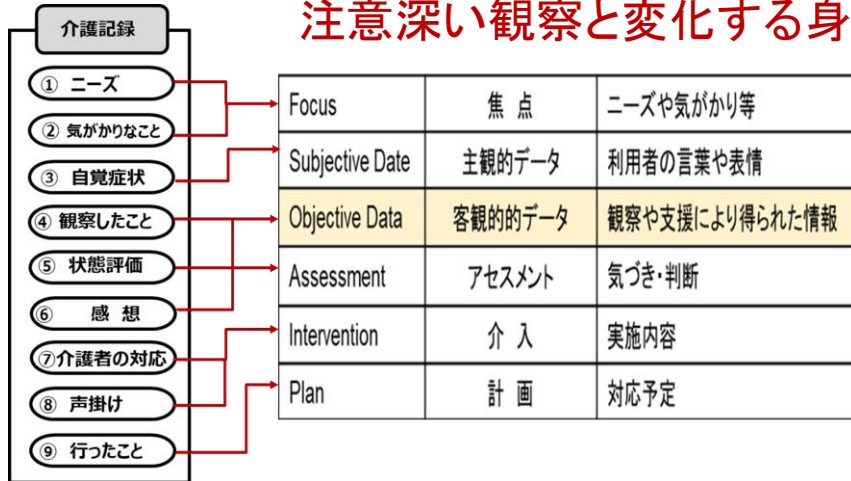 注意深い観察と変化する身
介護記録
① ニーズ
② 気がかりなこと
③ 自覚症状
④ 観察したこと
⑤ 状態評価
⑥ 感 想
⑦介護者の対応
⑧ 声掛け
⑨ 行ったこと
Focus 焦 点 ニーズや気がかり等
Subjective Date 主観的データ 利用者の言葉や表情
Objective Data 客観的的データ 観察や支援により得られた情報
Assessment アセスメント 気づき・判断
Intervention 介 入 実施内容
Plan 計 画 対応予定